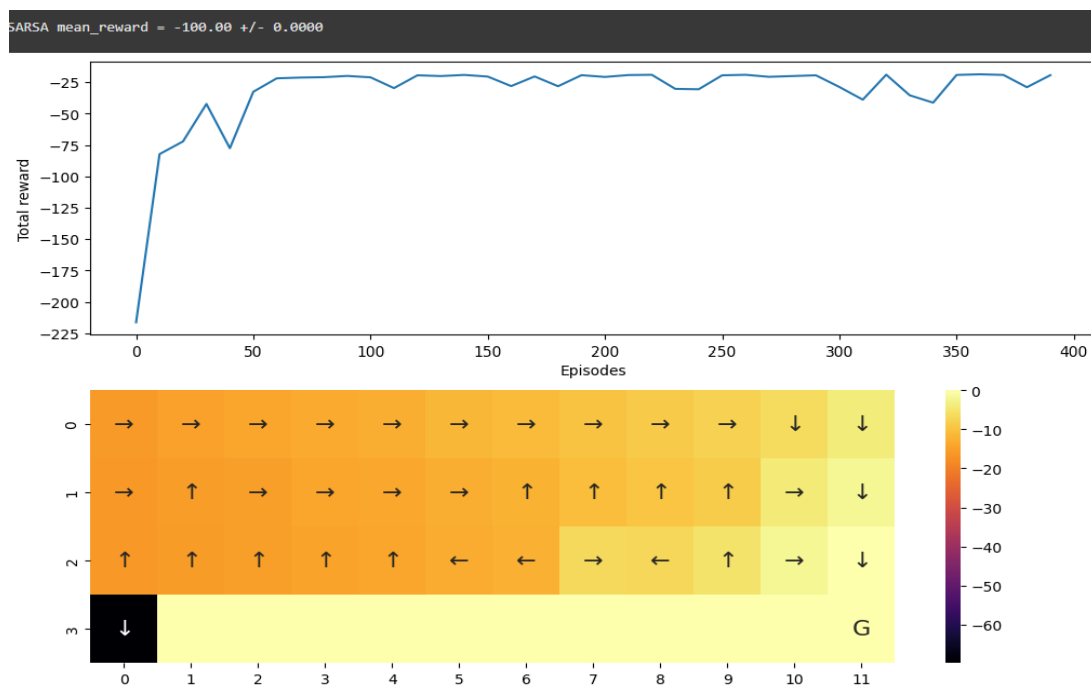 SARSA mean_reward = -100.00 +/- 0.0000
Total reward
−25
−50
−75
−100
−125
−150
−175
−200
−225
0 50 100 150 200 250 300 350 400
Episodes
0 → → → → → → → → → → ↓ ↓
1 → ↑ → → → → ↑ ↑ ↑ ↑ → ↓
2 ↑ ↑ ↑ ↑ ↑ ← ← → ← ↑ → ↓
3 ↓ G
0 1 2 3 4 5 6 7 8 9 10 11
0
−10
−20
−30
−40
−50
−60